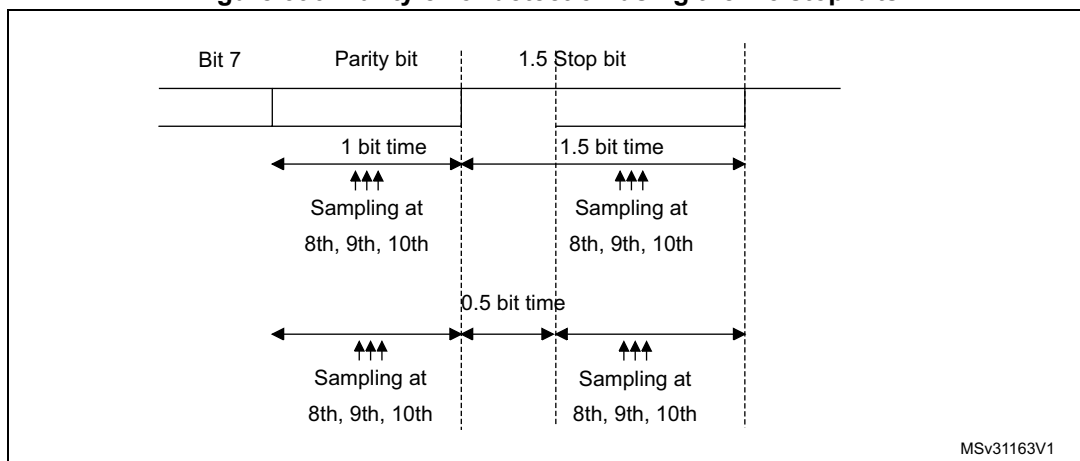 Bit 7 Parity bit 1.5 Stop bit
1 bit time 1.5 bit time
Sampling at Sampling at
8th, 9th, 10th 8th, 9th, 10th
0.5 bit time
Sampling at Sampling at
8th, 9th, 10th 8th, 9th, 10th
MSv31163V1